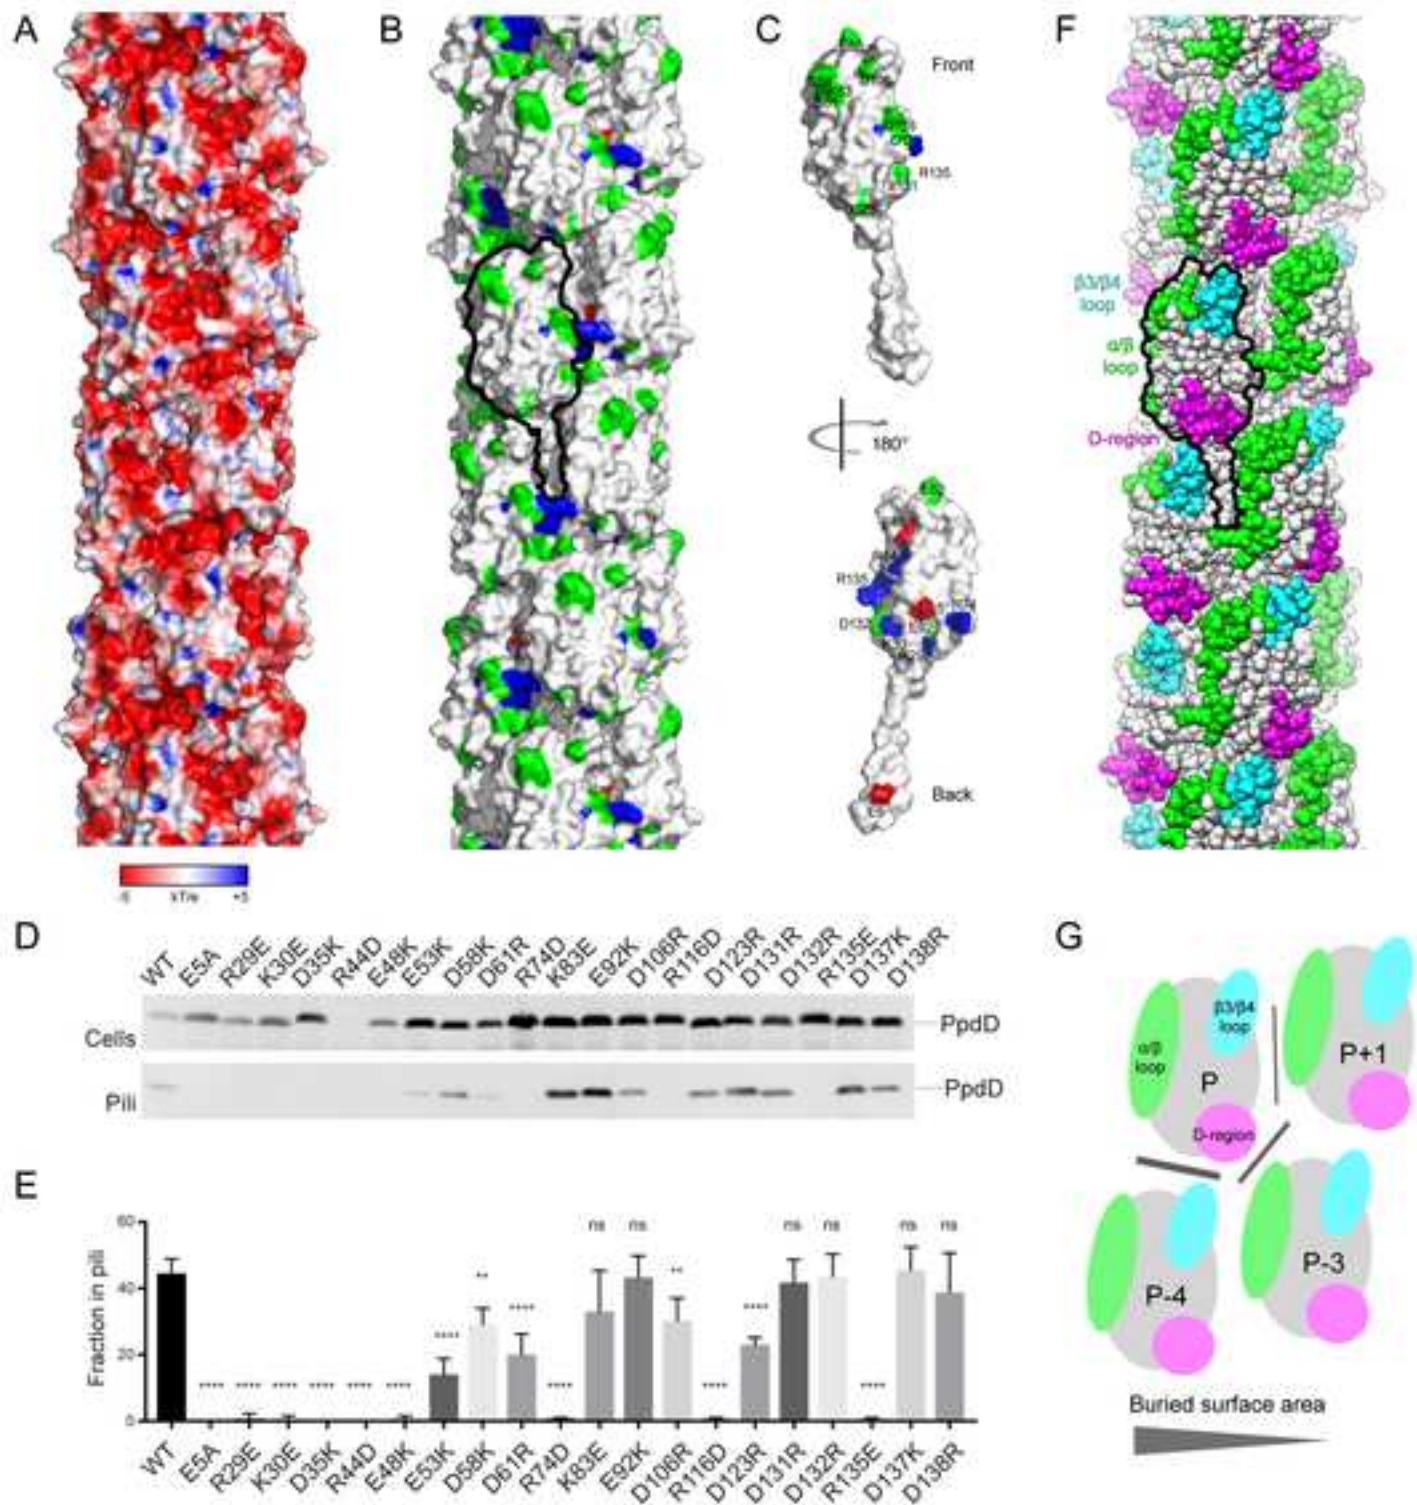 A
B
C
F
Front
R135
180°
R135
D132
E5
Back
β3/β4
loop
α/β
loop
D-region
-5
kT/e
+5
D
WT
E5A
R29E
K30E
D35K
R44D
E48K
E53K
D58K
D61R
R74D
K83E
E92K
D106R
R116D
D123R
D131R
D132R
R135E
D137K
D138R
Cells
PpdD
Pili
PpdD
G
β3/β4
loop
α/β
loop
P
P+1
D-region
P-4
P-3
Buried surface area
E
Fraction in pili
60
40
20
0
****
****
****
****
****
****
****
**
****
****
ns
ns
**
****
****
ns
ns
****
ns
ns
WT
E5A
R29E
K30E
D35K
R44D
E48K
E53K
D58K
D61R
R74D
K83E
E92K
D106R
R116D
D123R
D131R
D132R
R135E
D137K
D138R